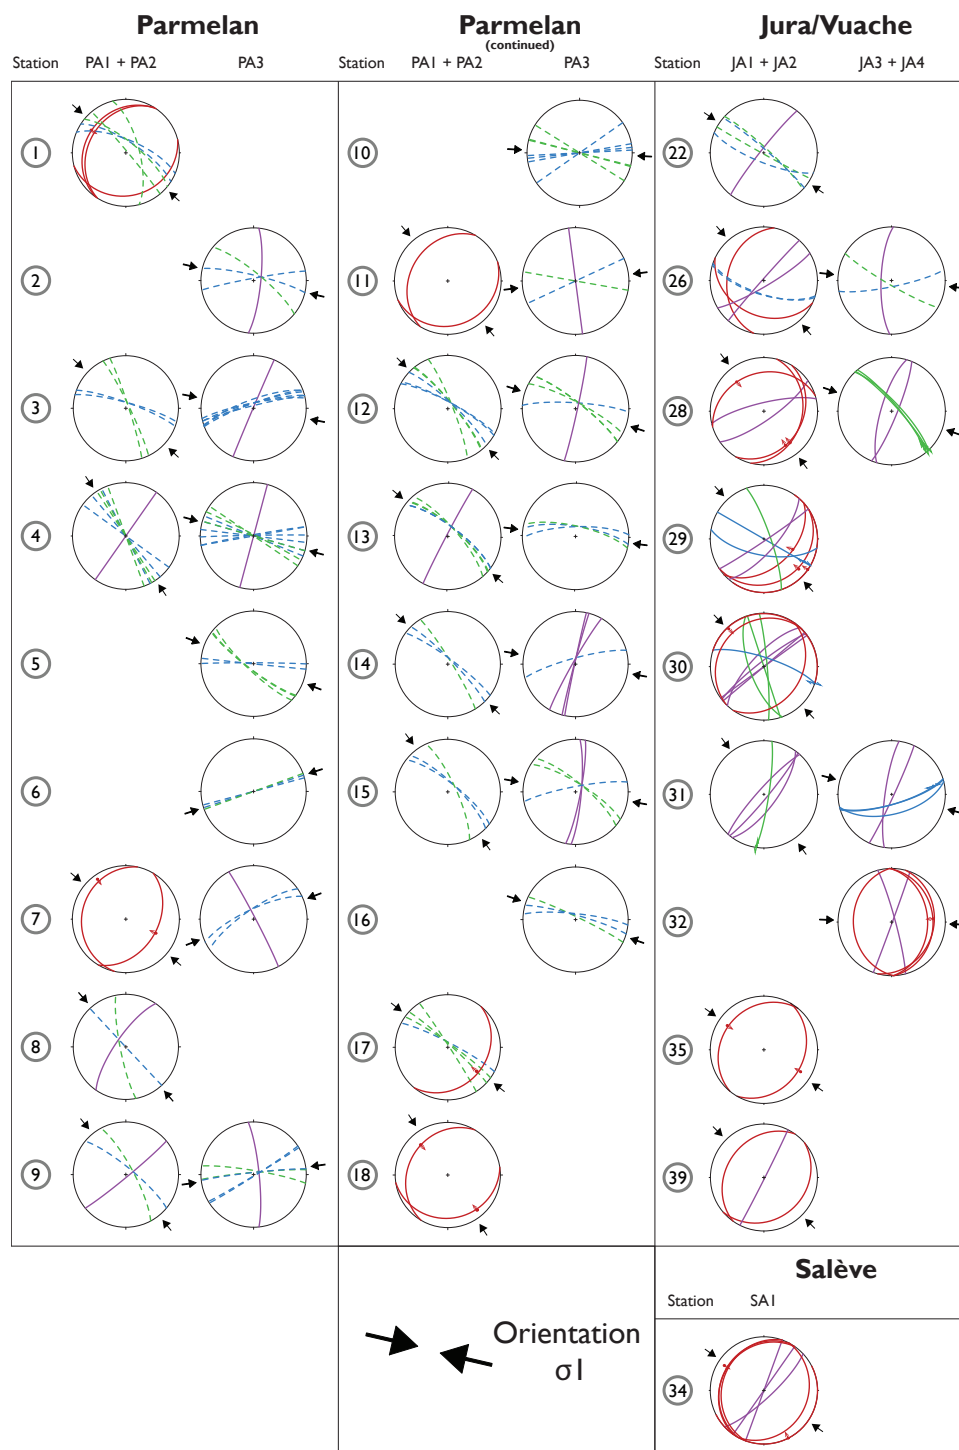 Parmelan
Station PA1 + PA2 PA3
1
2
3
4
5
6
7
8
9
Parmelan
(continued)
Station PA1 + PA2 PA3
10
11
12
13
14
15
16
17
18
Jura/Vuache
Station JA1 + JA2 JA3 + JA4
22
26
28
29
30
31
32
35
39
Orientation
σ1
Salève
Station SA1
34